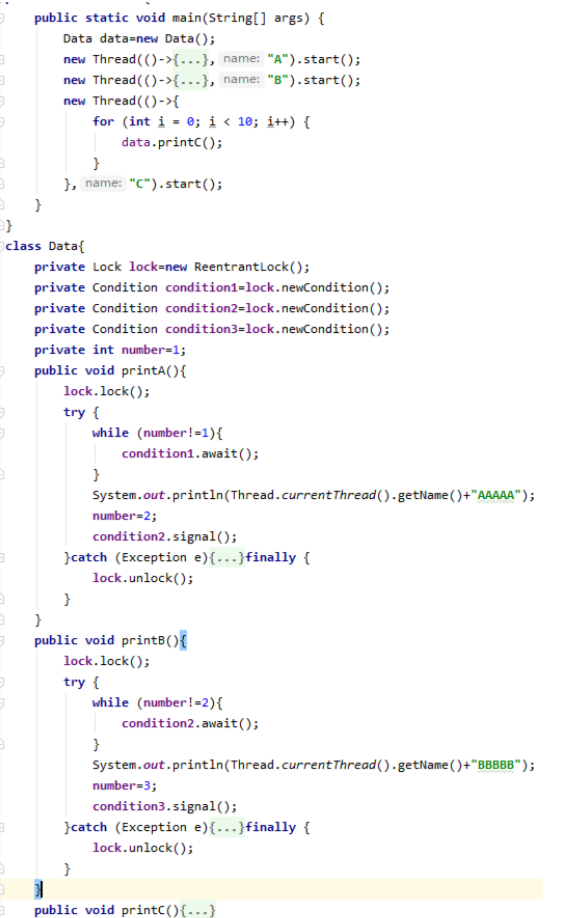 public static void main(String[] args) {
Data data=new Data();
new Thread(()->{...}, name: "A").start();
new Thread(()->{...}, name: "B").start();
new Thread(()->{
for (int i = 0; i < 10; i++) {
data.printC();
}
}, name: "C").start();
}
}
class Data{
private Lock lock=new ReentrantLock();
private Condition condition1=lock.newCondition();
private Condition condition2=lock.newCondition();
private Condition condition3=lock.newCondition();
private int number=1;
public void printA(){
lock.lock();
try {
while (number!=1){
condition1.await();
}
System.out.println(Thread.currentThread().getName()+"AAAAA");
number=2;
condition2.signal();
}catch (Exception e){...}finally {
lock.unlock();
}
}
public void printB(){
lock.lock();
try {
while (number!=2){
condition2.await();
}
System.out.println(Thread.currentThread().getName()+"BBBBB");
number=3;
condition3.signal();
}catch (Exception e){...}finally {
lock.unlock();
}
}
public void printC(){...}